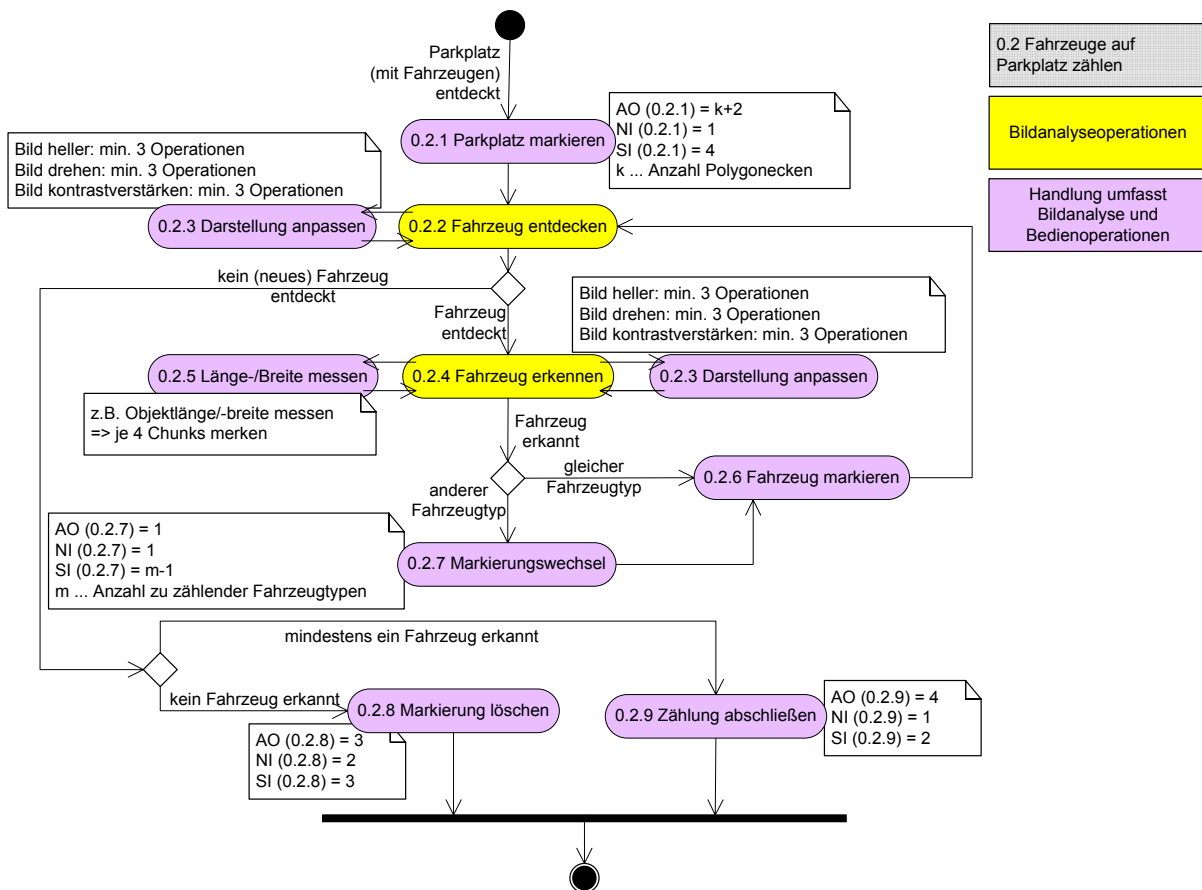 Parkplatz
(mit Fahrzeugen)
entdeckt
0.2 Fahrzeuge auf
Parkplatz zählen
Bildanalyseoperationen
Handlung umfasst
Bildanalyse und
Bedienoperationen
0.2.1 Parkplatz markieren
AO (0.2.1) = k+2
NI (0.2.1) = 1
SI (0.2.1) = 4
k ... Anzahl Polygonecken
Bild heller: min. 3 Operationen
Bild drehen: min. 3 Operationen
Bild kontrastverstärken: min. 3 Operationen
0.2.3 Darstellung anpassen
0.2.2 Fahrzeug entdecken
kein (neues) Fahrzeug
entdeckt
Fahrzeug
entdeckt
Bild heller: min. 3 Operationen
Bild drehen: min. 3 Operationen
Bild kontrastverstärken: min. 3 Operationen
0.2.5 Länge-/Breite messen
0.2.4 Fahrzeug erkennen
0.2.3 Darstellung anpassen
z.B. Objektlänge/-breite messen
=> je 4 Chunks merken
Fahrzeug
erkannt
gleicher
Fahrzeugtyp
0.2.6 Fahrzeug markieren
anderer
Fahrzeugtyp
AO (0.2.7) = 1
NI (0.2.7) = 1
SI (0.2.7) = m-1
m ... Anzahl zu zählender Fahrzeugtypen
0.2.7 Markierungswechsel
mindestens ein Fahrzeug erkannt
kein Fahrzeug erkannt
0.2.8 Markierung löschen
AO (0.2.8) = 3
NI (0.2.8) = 2
SI (0.2.8) = 3
0.2.9 Zählung abschließen
AO (0.2.9) = 4
NI (0.2.9) = 1
SI (0.2.9) = 2